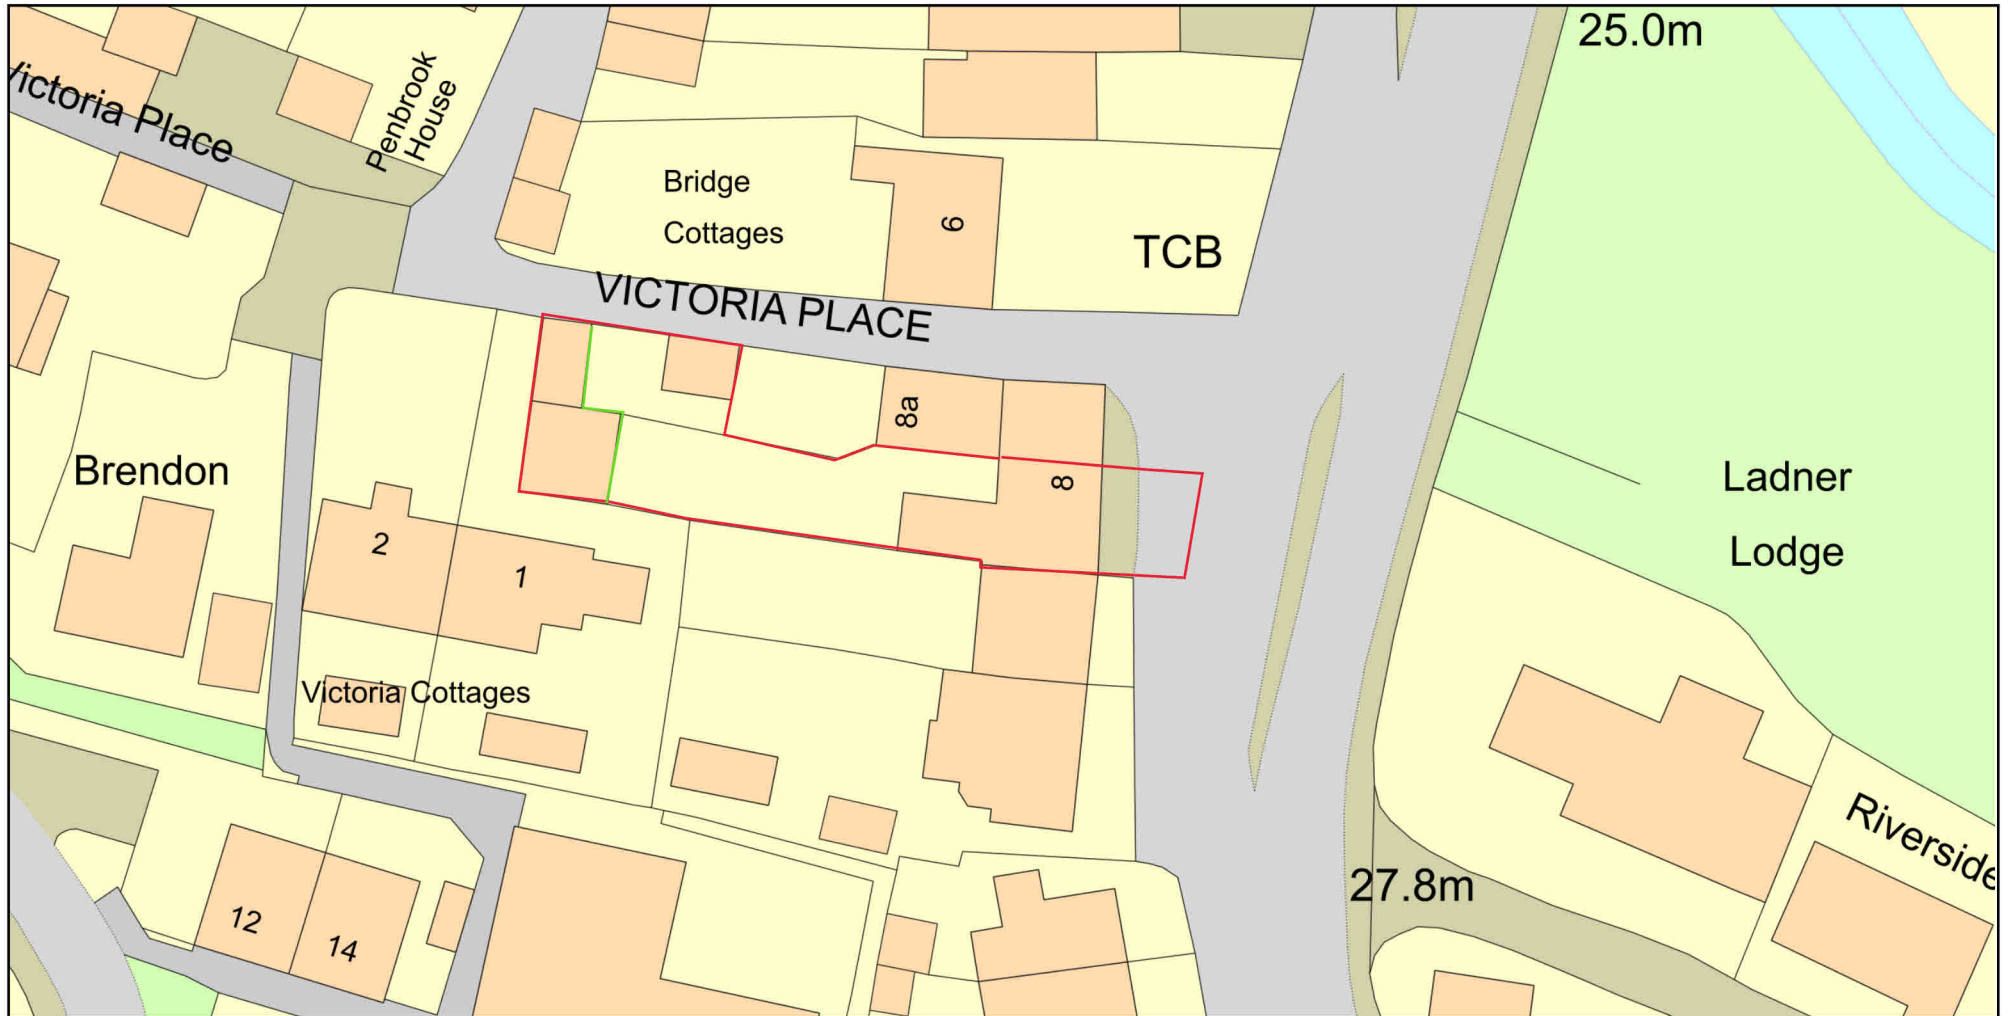 25.0m
Victoria Place
Penbrook
House
Bridge
Cottages
6
TCB
VICTORIA PLACE
8a
8
Brendon
Ladner
Lodge
2
1
Victoria Cottages
Riverside
27.8m
12
14